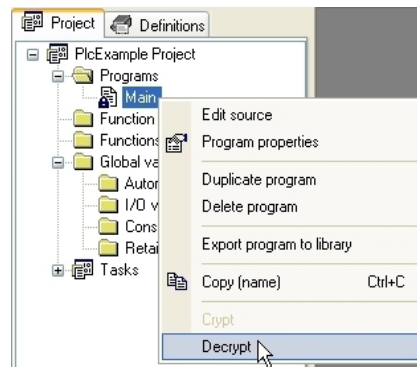 Project Definitions
PlcExample Project
Programs
Main
Edit source
Function
Program properties
Functions
Global va
Duplicate program
Autor
Delete program
I/O v
Cons
Export program to library
Retai
Tasks
Copy (name) Ctrl+C
Crypt
Decrypt